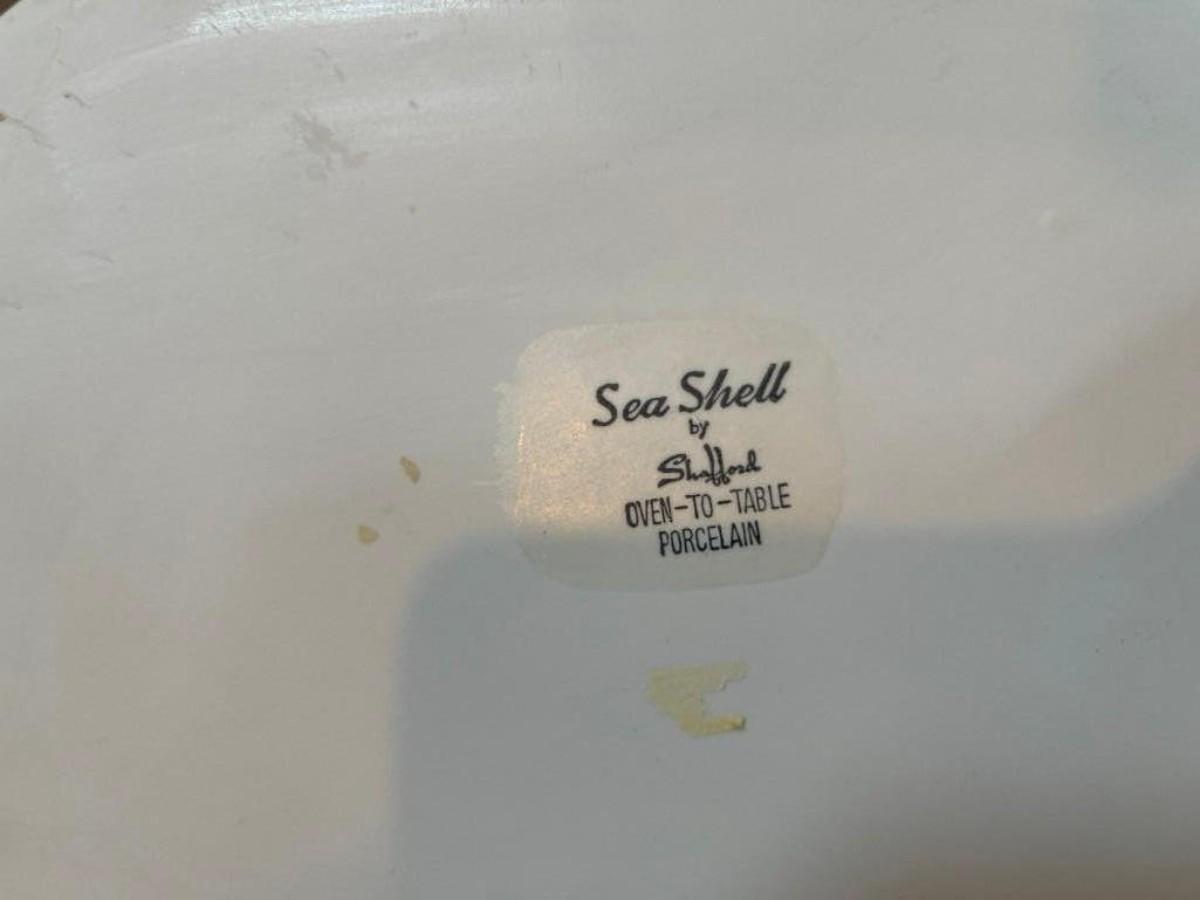 Sea Shell
by
Shafford
OVEN-TO-TABLE
PORCELAIN